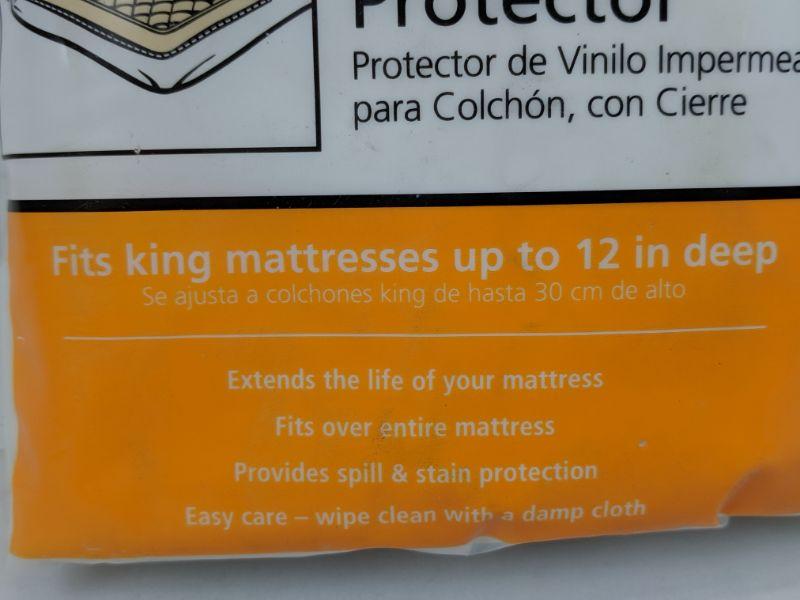 Protector
Protector de Vinilo
para Colchón, con Cierre
Fits king mattresses up to 12 in deep
Se ajusta a colchones king de hasta 30 cm de alto
Extends the life of your mattress
Fits over entire mattress
Provides spill & stain protection
Easy care – wipe clean with a damp cloth